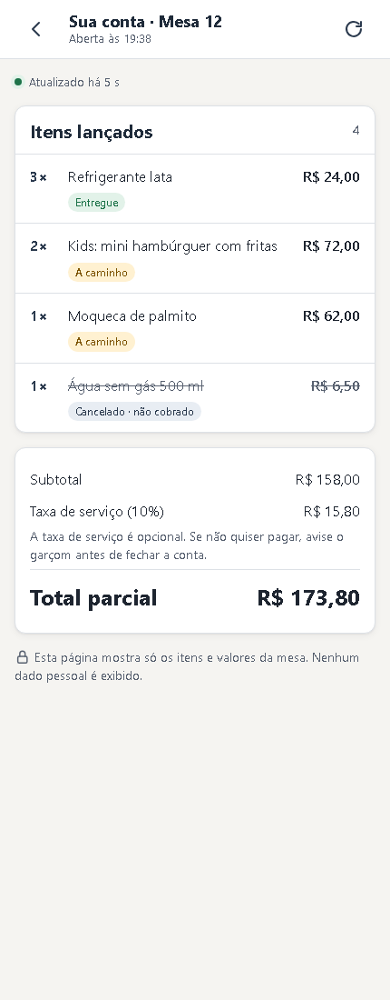 Sua conta · Mesa 12
Aberta às 19:38
Atualizado há 5 s
Itens lançados 4
3× Refrigerante lata R$ 24,00
Entregue
2× Kids: mini hambúrguer com fritas R$ 72,00
A caminho
1× Moqueca de palmito R$ 62,00
A caminho
1× Água sem gás 500 ml R$ 6,50
Cancelado · não cobrado
Subtotal R$ 158,00
Taxa de serviço (10%) R$ 15,80
A taxa de serviço é opcional. Se não quiser pagar, avise o
garçom antes de fechar a conta.
Total parcial R$ 173,80
Esta página mostra só os itens e valores da mesa. Nenhum
dado pessoal é exibido.